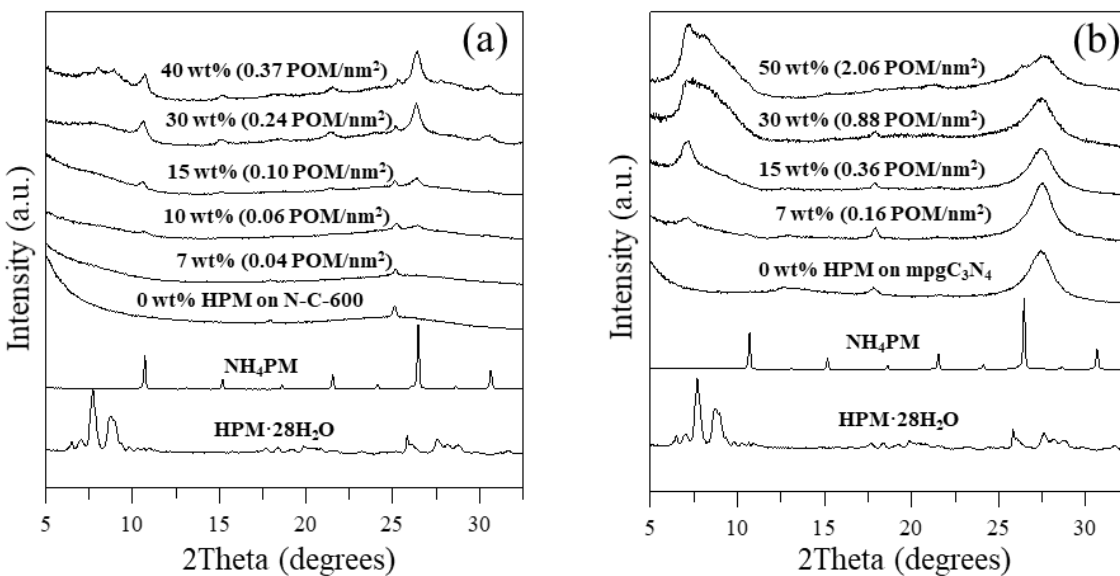 (a)
40 wt% (0.37 POM/nm²)
30 wt% (0.24 POM/nm²)
15 wt% (0.10 POM/nm²)
10 wt% (0.06 POM/nm²)
7 wt% (0.04 POM/nm²)
0 wt% HPM on N-C-600
NH₄PM
HPM·28H₂O
Intensity (a.u.)
5 10 15 20 25 30
2Theta (degrees)
(b)
50 wt% (2.06 POM/nm²)
30 wt% (0.88 POM/nm²)
15 wt% (0.36 POM/nm²)
7 wt% (0.16 POM/nm²)
0 wt% HPM on mpgC₃N₄
NH₄PM
HPM·28H₂O
Intensity (a.u.)
5 10 15 20 25 30
2Theta (degrees)